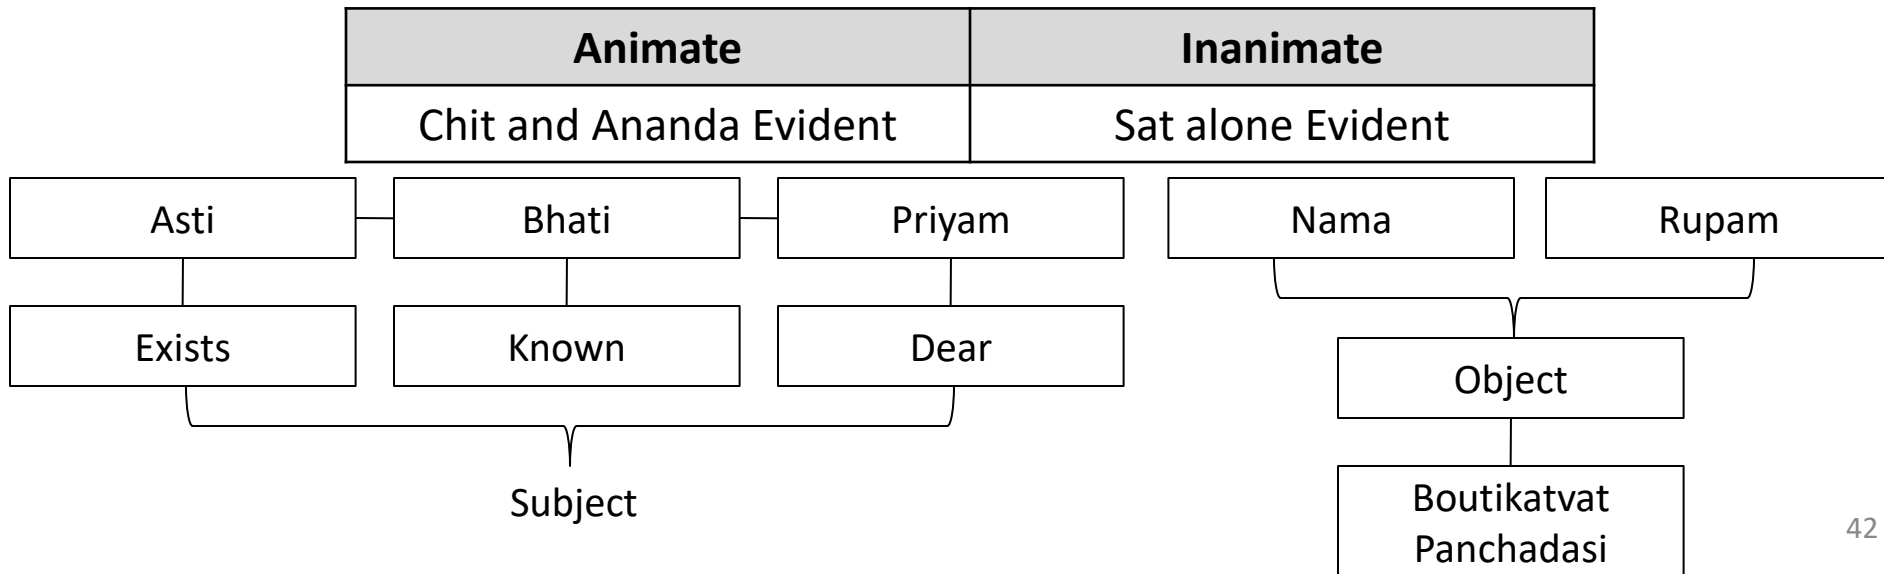 Animate Inanimate
Chit and Ananda Evident Sat alone Evident
Asti Bhati Priyam Nama Rupam
Exists Known Dear
Object
Subject
Boutikatvat
Panchadasi
42